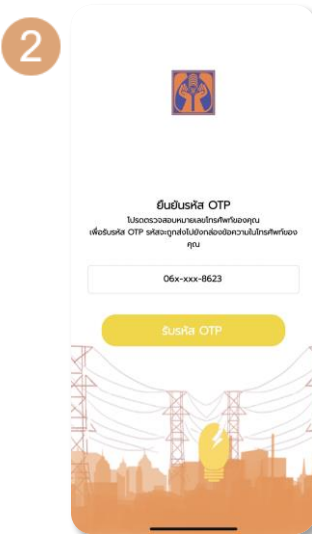 2
ยืนยันรหัส OTP
โปรดตรวจสอบหมายเลขโทรศัพท์ของคุณ
เพื่อรับรหัส OTP รหัสจะถูกส่งไปยังกล่องข้อความในโทรศัพท์ของ
คุณ
06x-xxx-8623
รับรหัส OTP